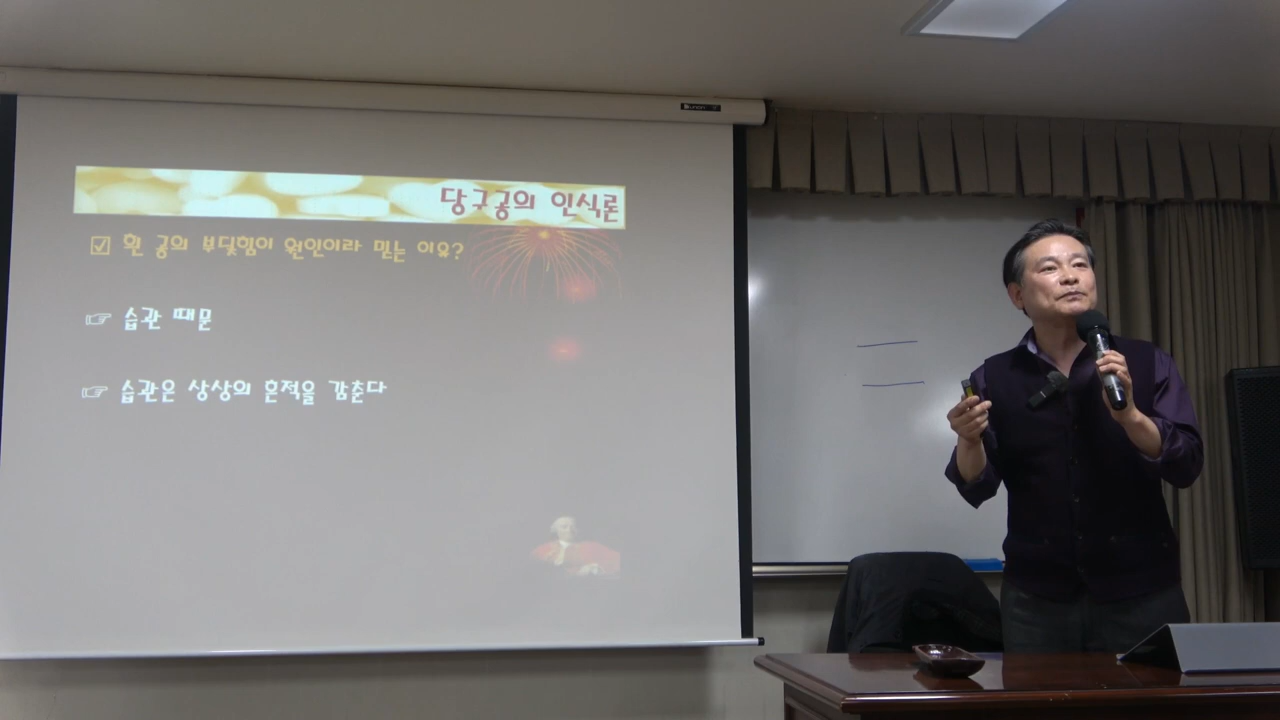 당구공의 인식론
☑ 흰 공의 부딪힘이 원인이라 믿는 이유?
☞ 습관 때문
☞ 습관은 상상의 흔적을 감춘다